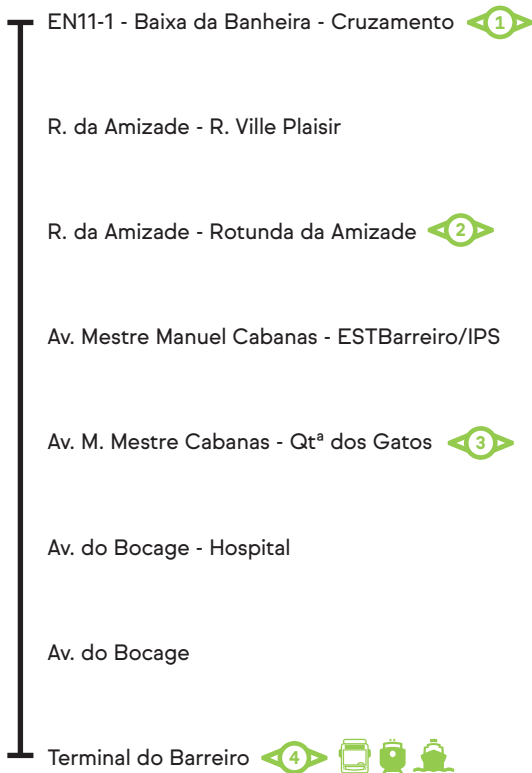 EN11-1 - Baixa da Banheira - Cruzamento 1
R. da Amizade - R. Ville Plaisir
R. da Amizade - Rotunda da Amizade 2
Av. Mestre Manuel Cabanas - ESTBarreiro/IPS
Av. M. Mestre Cabanas - Qtª dos Gatos 3
Av. do Bocage - Hospital
Av. do Bocage
Terminal do Barreiro 4